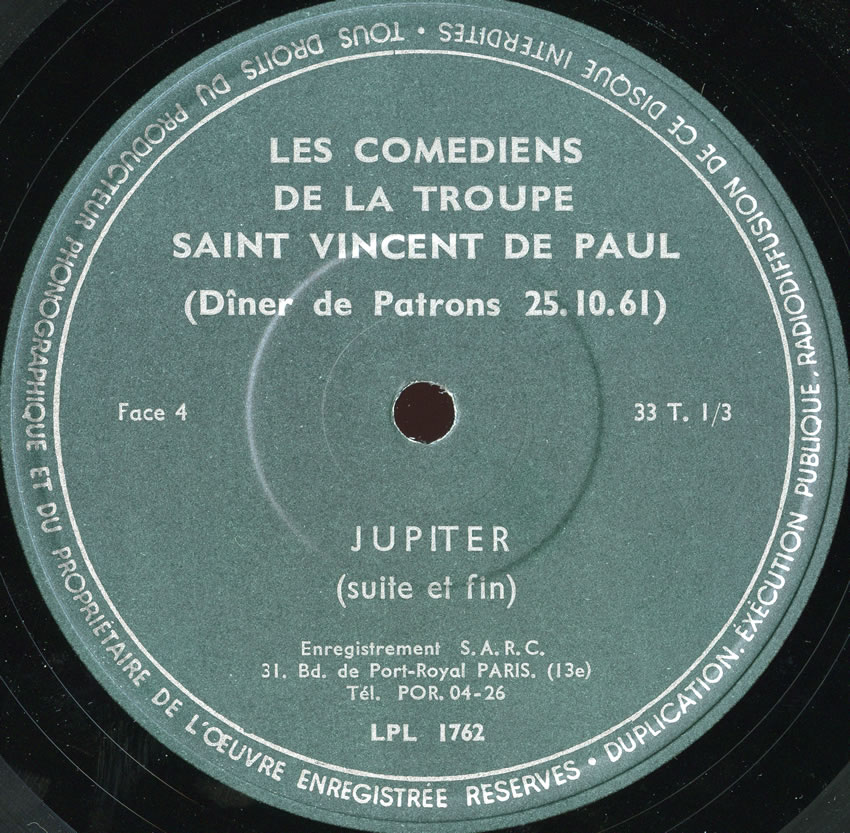 LES COMEDIENS
DE LA TROUPE
SAINT VINCENT DE PAUL
(Dîner de Patrons 25.10.61)
Face 4
33 T. 1/3
JUPITER
(suite et fin)
Enregistrement S.A.R.C.
31. Bd. de Port-Royal PARIS. (13e)
Tél. POR. 04-26
LPL 1762
TOUS DROITS DU PRODUCTEUR PHONOGRAPHIQUE ET DU PROPRIÉTAIRE DE L'ŒUVRE ENREGISTRÉE RESERVES • DUPLICATION. ÉXÉCUTION PUBLIQUE, RADIODIFFUSION DE CE DISQUE INTERDITES •